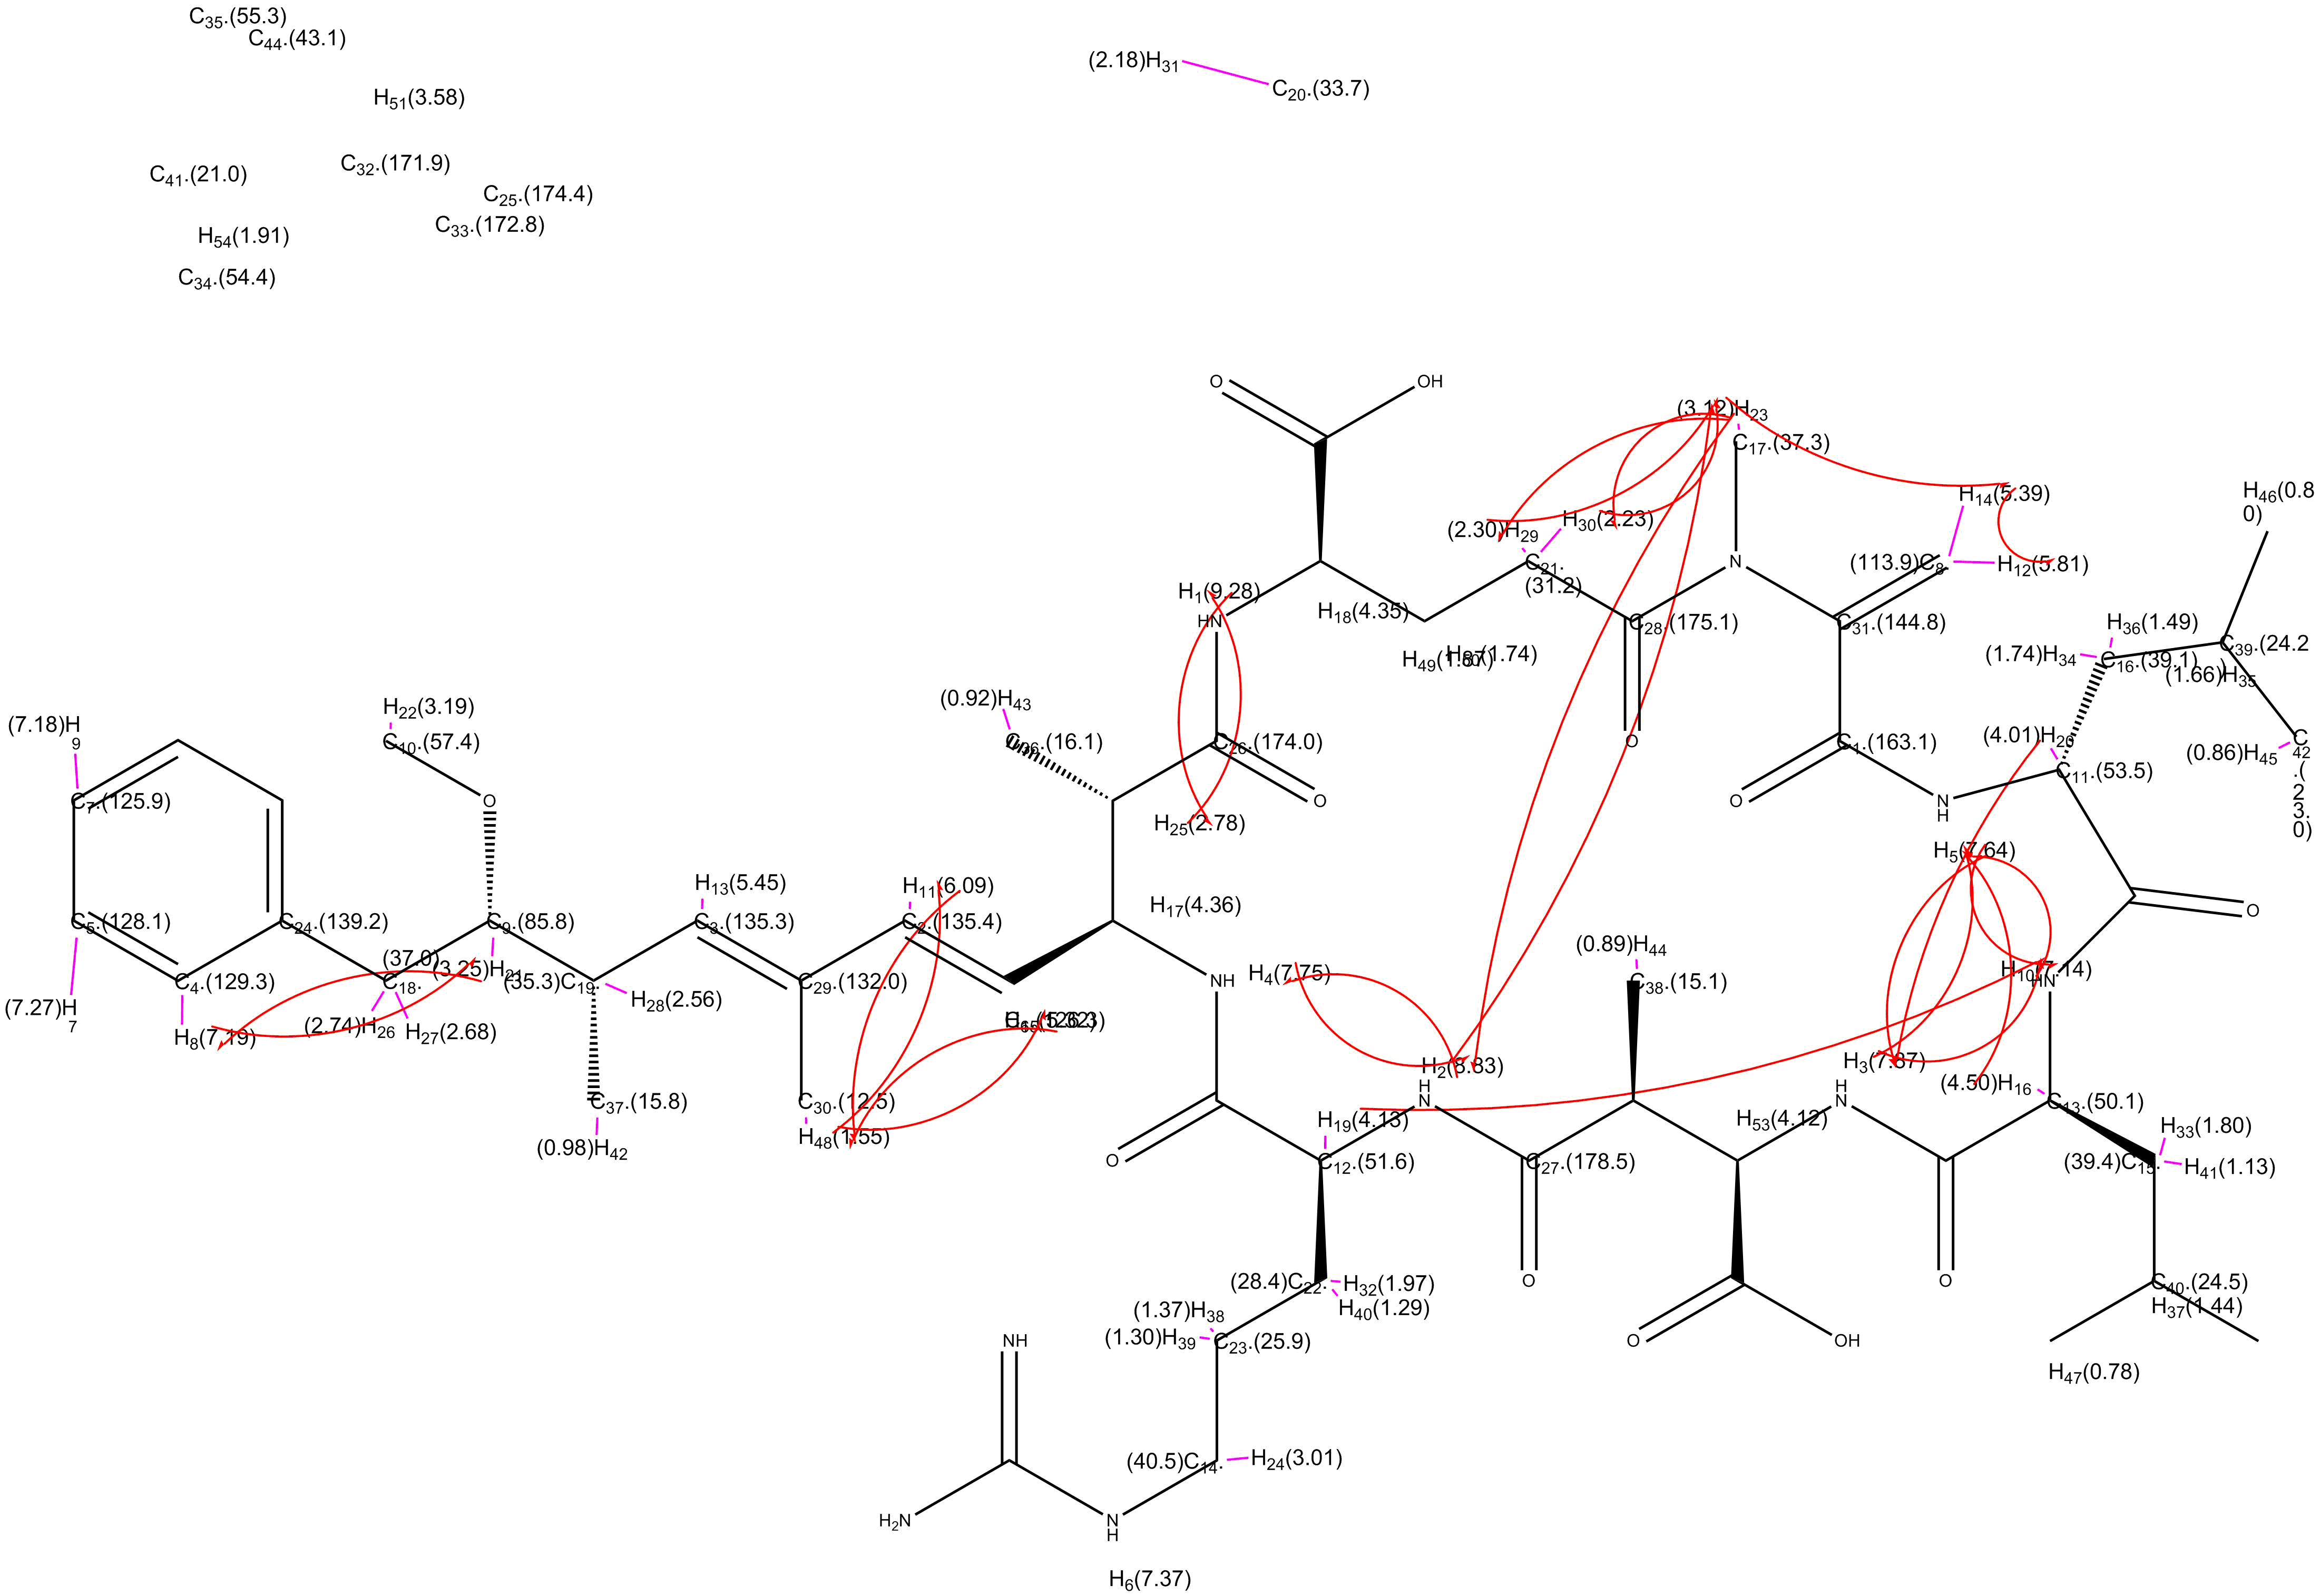 C35.(55.3)
C44.(43.1)
(2.18)H31
C20.(33.7)
H51(3.58)
C32.(171.9)
C41.(21.0)
C25.(174.4)
C33.(172.8)
H54(1.91)
C34.(54.4)
O
OH
(3.12)H23
C17.(37.3)
H14(5.39)
H46(0.8
0)
(2.30)H29
H30(2.23)
N
C21.
(31.2)
(113.9)C8.
H12(5.81)
H1(9.28)
HN
H18(4.35)
C28.(175.1)
C31.(144.8)
H36(1.49)
C39.(24.2
)
H49(1.87)
(1.74)
(1.74)H34
C16.(39.1)
(1.66)H35
(0.92)H43
H22(3.19)
(7.18)H
9
C10.(57.4)
(16.1)
C26.(174.0)
O
C1.(163.1)
(4.01)H20
(0.86)H45
C42
.(
2
3.
0)
C11.(53.5)
C7.(125.9)
O
O
O
N
H
H25(2.78)
H5(7.64)
H13(5.45)
H11(6.09)
H17(4.36)
O
C5.(128.1)
C24.(139.2)
C9.(85.8)
C3.(135.3)
C2.(135.4)
(0.89)H44
(37.0)
C18.
(3.25)H21
(35.3)C19.
C4.(129.3)
C29.(132.0)
NH
H4(7.75)
C38.(15.1)
H10(7.14)
HN
(7.27)H
7
H28(2.56)
(2.74)H26
H27(2.68)
H8(7.19)
H2(8.83)
H3(7.87)
(4.50)H16
C37.(15.8)
C30.(12.5)
N
H
H
N
C13.(50.1)
H48(1.55)
(0.98)H42
H19(4.13)
H53(4.12)
H33(1.80)
O
C12.(51.6)
C27.(178.5)
(39.4)C15.
H41(1.13)
(28.4)C22.
H32(1.97)
O
O
C40.(24.5)
H40(1.29)
H37(1.44)
(1.37)H38
(1.30)H39
C23.(25.9)
NH
O
OH
H47(0.78)
(40.5)C14.
H24(3.01)
H2N
N
H
H6(7.37)